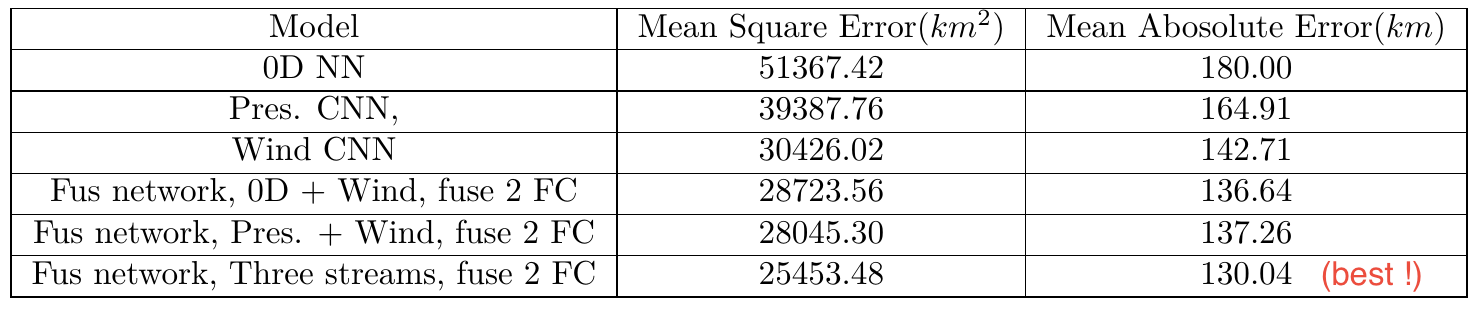 Model Mean Square Error(km²) Mean Abosolute Error(km)
0D NN 51367.42 180.00
Pres. CNN, 39387.76 164.91
Wind CNN 30426.02 142.71
Fus network, 0D + Wind, fuse 2 FC 28723.56 136.64
Fus network, Pres. + Wind, fuse 2 FC 28045.30 137.26
Fus network, Three streams, fuse 2 FC 25453.48 130.04 (best !)